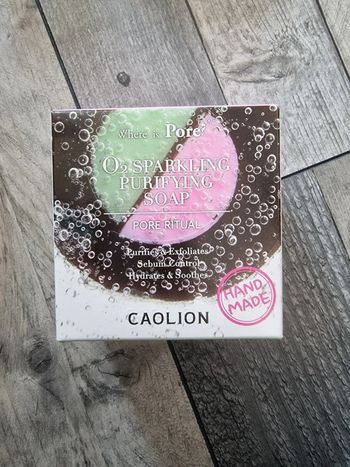 Where is Pore?
O2 SPARKLING
PURIFYING
SOAP
PORE RITUAL
Purifies & Exfoliates
Sebum Control
Hydrates & Soothes
HAND
MADE
CAOLION